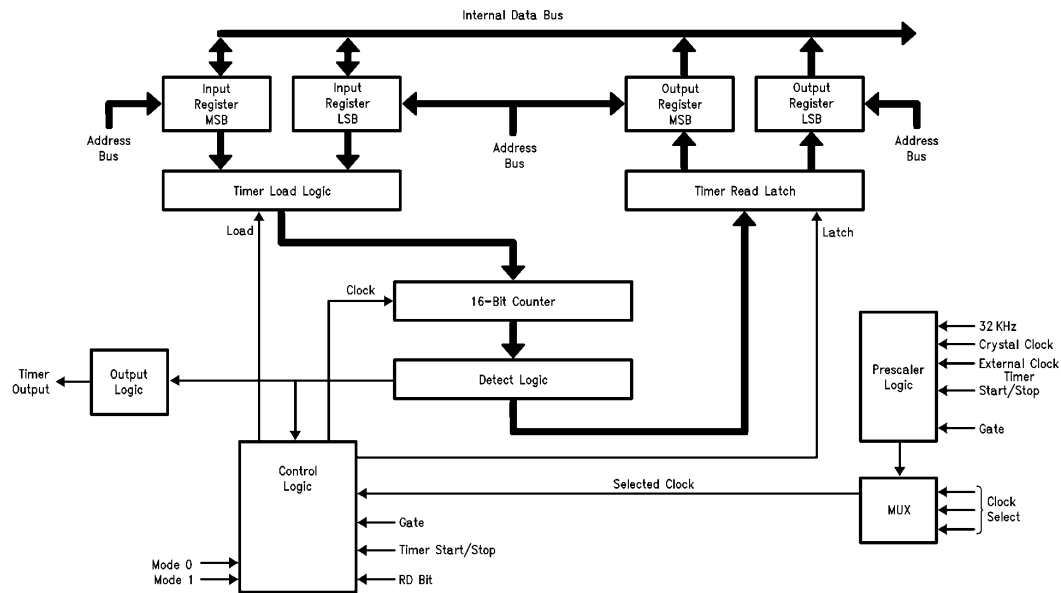 Internal Data Bus
Input
Register
MSB
Input
Register
LSB
Output
Register
MSB
Output
Register
LSB
Address
Bus
Address
Bus
Address
Bus
Timer Load Logic
Timer Read Latch
Load
Latch
Clock
16-Bit Counter
Detect Logic
Timer
Output
Output
Logic
Prescaler
Logic
32 KHz
Crystal Clock
External Clock
Timer
Start/Stop
Gate
Control
Logic
Selected Clock
MUX
Clock
Select
Gate
Timer Start/Stop
RD Bit
Mode 0
Mode 1